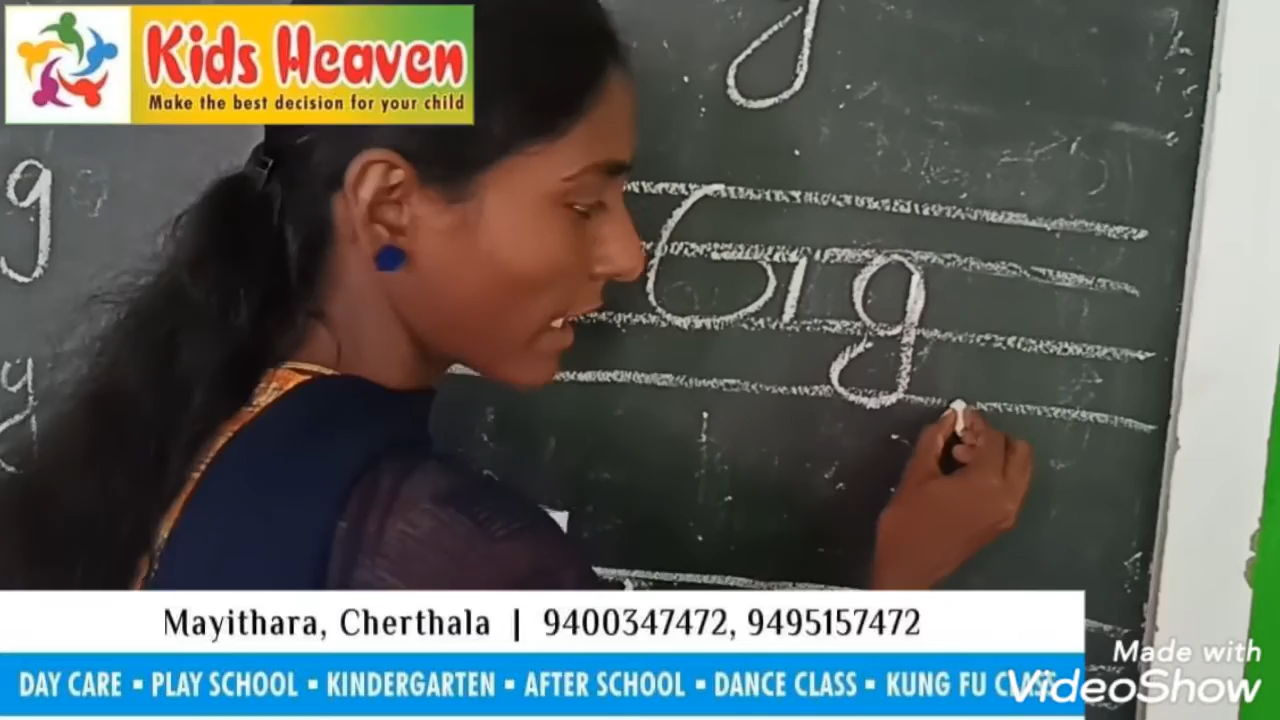 Kids Heaven
Make the best decision for your child
g
g
G g
Mayithara, Cherthala | 9400347472, 9495157472
DAY CARE ▪ PLAY SCHOOL ▪ KINDERGARTEN ▪ AFTER SCHOOL ▪ DANCE CLASS ▪ KUNG FU CLASS
Made with
VideoShow